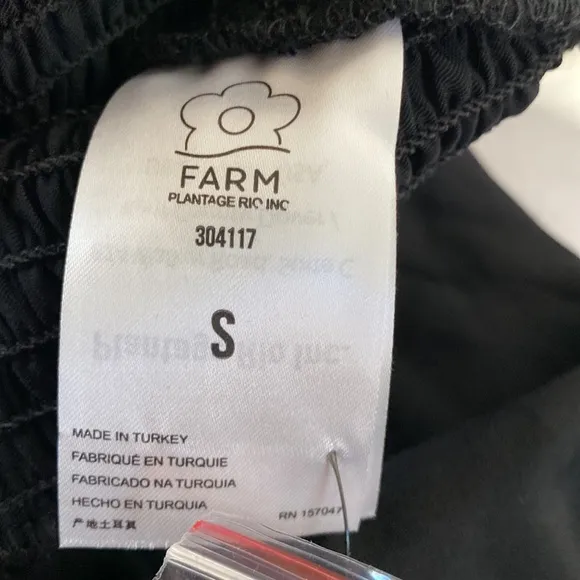 FARM
PLANTAGE RIO INC
304117
S
MADE IN TURKEY
FABRIQUÉ EN TURQUIE
FABRICADO NA TURQUIA
HECHO EN TURQUIA
RN 157047
产地土耳其